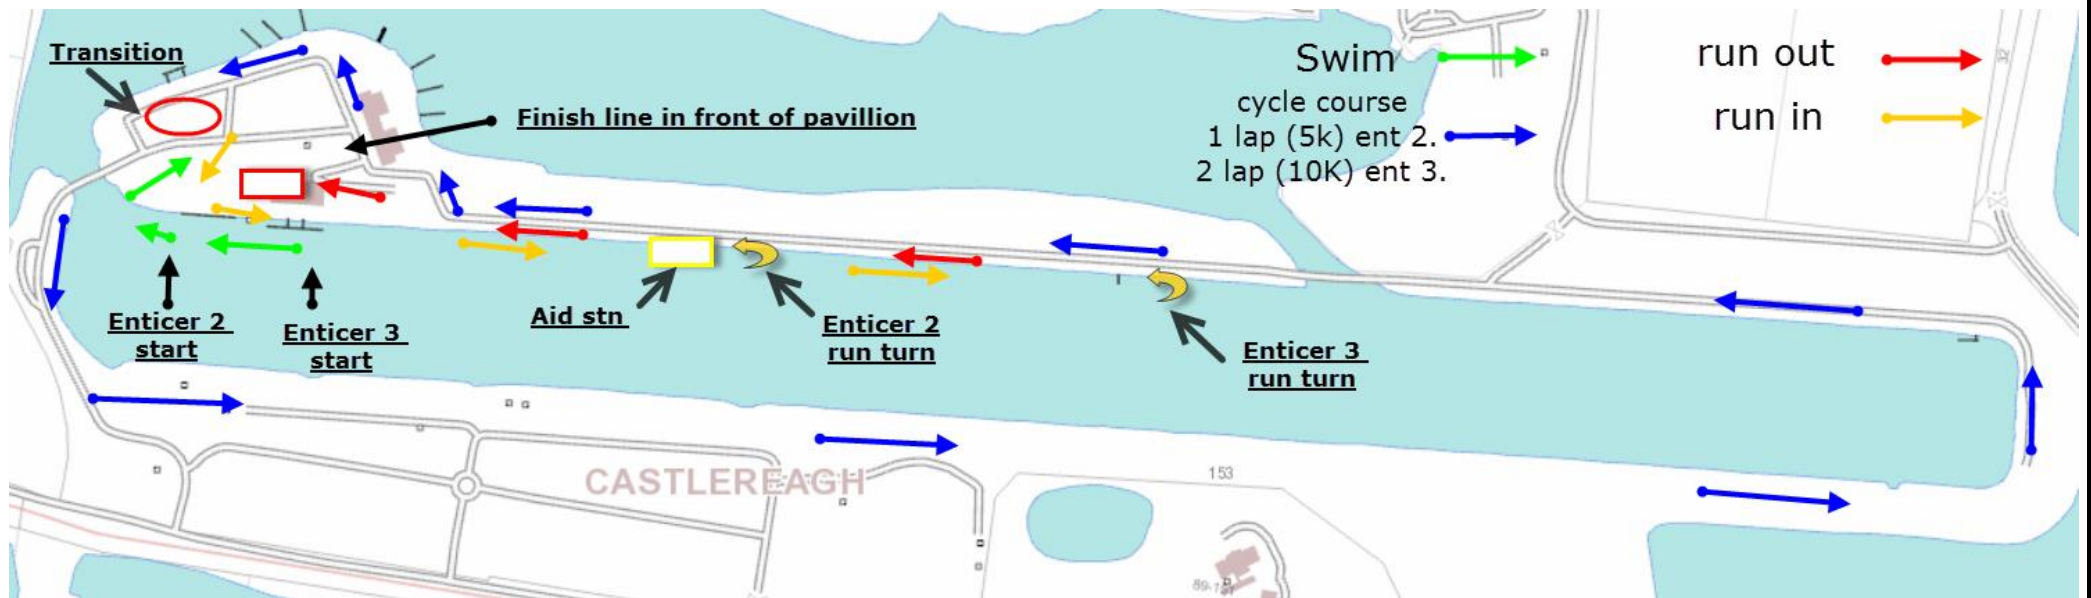 Transition
Finish line in front of pavillion
Swim
cycle course
1 lap (5k) ent 2.
2 lap (10K) ent 3.
run out
run in
32
Enticer 2
start
Enticer 3
start
Aid stn
Enticer 2
run turn
Enticer 3
run turn
CASTLEREAGH
153